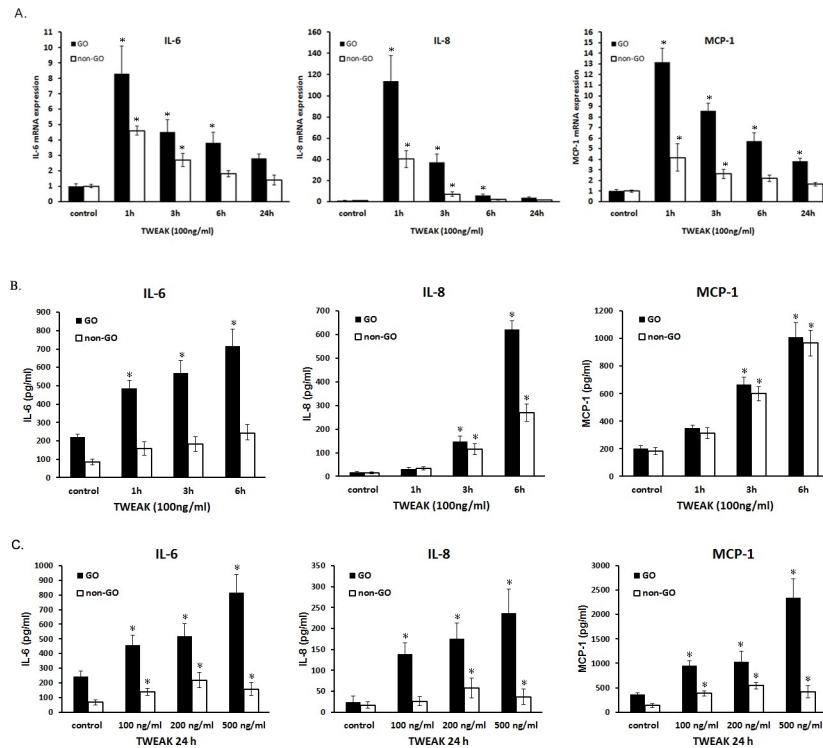 A.
IL-6
GO
non-GO
IL-6 mRNA expression
11
10
9
8
7
6
5
4
3
2
1
0
* * * * *
control 1h 3h 6h 24h
TWEAK (100ng/ml)
IL-8
GO
non-GO
IL-8 mRNA expression
160
140
120
100
80
60
40
20
0
* * * * *
control 1h 3h 6h 24h
TWEAK (100ng/ml)
MCP-1
GO
non-GO
MCP-1 mRNA expression
16
15
14
13
12
11
10
9
8
7
6
5
4
3
2
1
0
* * * * * *
control 1h 3h 6h 24h
TWEAK (100ng/ml)
B.
IL-6
GO
non-GO
IL-6 (pg/ml)
900
800
700
600
500
400
300
200
100
0
* * *
control 1h 3h 6h
TWEAK (100ng/ml)
IL-8
GO
non-GO
IL-8 (pg/ml)
700
600
500
400
300
200
100
0
* * * *
control 1h 3h 6h
TWEAK (100ng/ml)
MCP-1
GO
non-GO
MCP-1 (pg/ml)
1,200
1,000
800
600
400
200
0
* * * *
control 1h 3h 6h
TWEAK (100ng/ml)
C.
IL-6
GO
non-GO
IL-6 (pg/ml)
1000
900
800
700
600
500
400
300
200
100
0
* * * * * *
control 100 ng/ml 200 ng/ml 500 ng/ml
TWEAK 24 h
IL-8
GO
non-GO
IL-8 (pg/ml)
350
300
250
200
150
100
50
0
* * * * *
control 100 ng/ml 200 ng/ml 500 ng/ml
TWEAK 24 h
MCP-1
GO
non-GO
MCP-1 (pg/ml)
3000
2500
2000
1500
1000
500
0
* * * * * *
control 100 ng/ml 200 ng/ml 500 ng/ml
TWEAK 24 h